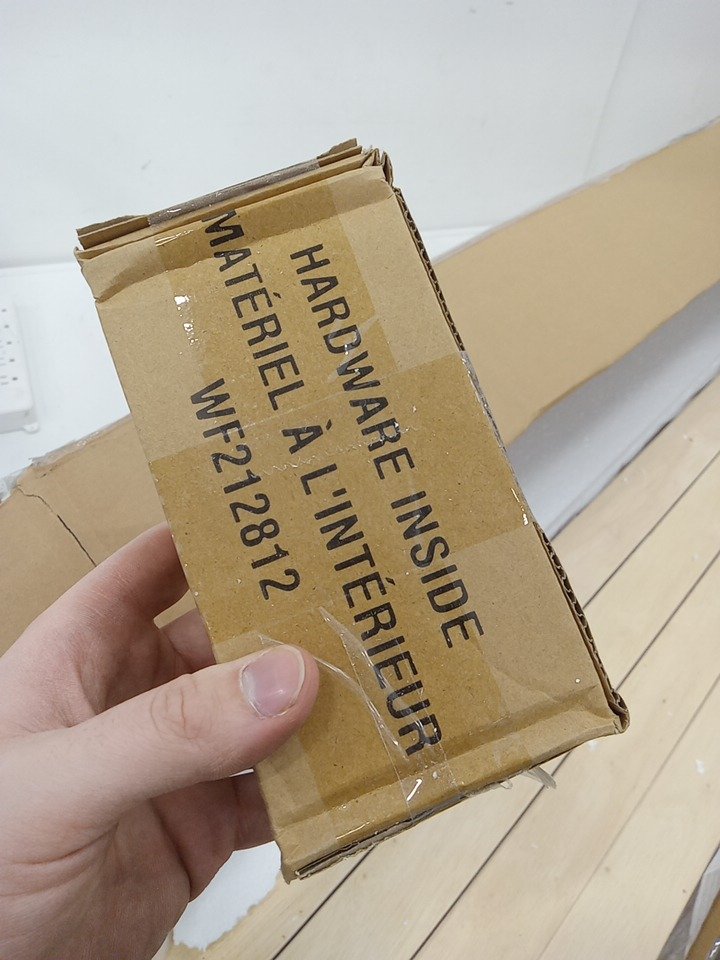 HARDWARE INSIDE
MATÉRIEL À L'INTÉRIEUR
WF212812